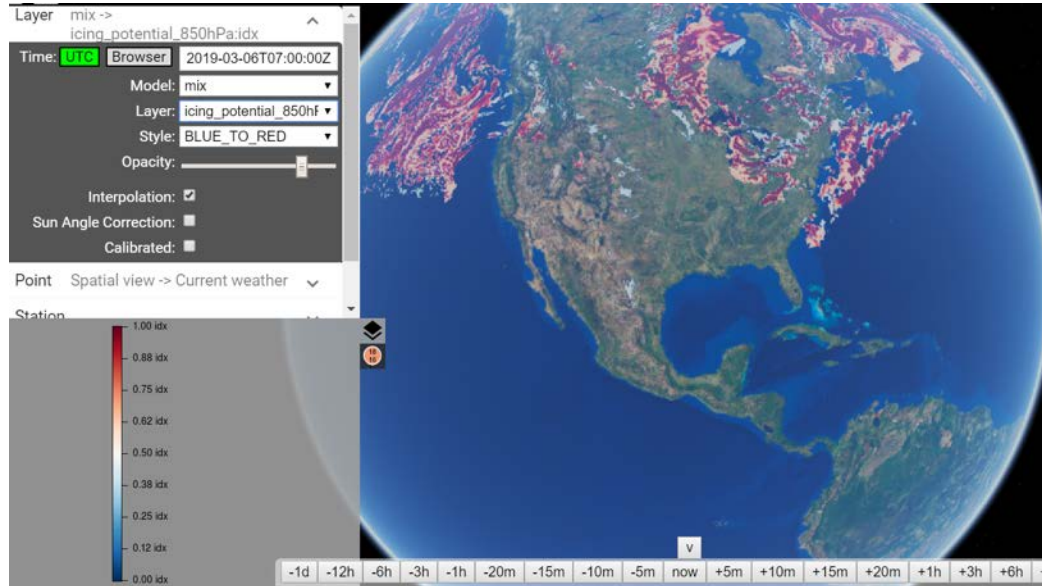 Layer mix ->
icing_potential_850hPa:idx
Time: UTC Browser 2019-03-06T07:00:00Z
Model: mix
Layer: icing_potential_850hF
Style: BLUE_TO_RED
Opacity:
Interpolation:
Sun Angle Correction:
Calibrated:
Point Spatial view -> Current weather
Station
1.00 idx
0.88 idx
0.75 idx
0.62 idx
0.50 idx
0.38 idx
0.25 idx
0.12 idx
0.00 idx
V
-1d -12h -6h -3h -1h -20m -15m -10m -5m now +5m +10m +15m +20m +1h +3h +6h